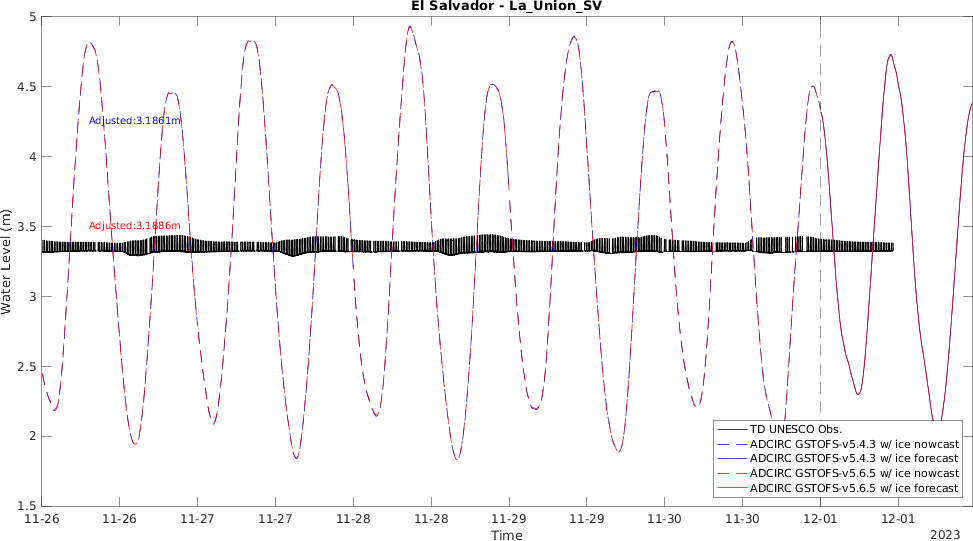 El Salvador - La_Union_SV
5
4.5
4
3.5
3
2.5
2
1.5
Water Level (m)
Adjusted:3.1861m
Adjusted:3.1886m
TD UNESCO Obs.
ADCIRC GSTOFS-v5.4.3 w/ ice nowcast
ADCIRC GSTOFS-v5.4.3 w/ ice forecast
ADCIRC GSTOFS-v5.6.5 w/ ice nowcast
ADCIRC GSTOFS-v5.6.5 w/ ice forecast
11-26 11-26 11-27 11-27 11-28 11-28 11-29 11-29 11-30 11-30 12-01 12-01
Time
2023